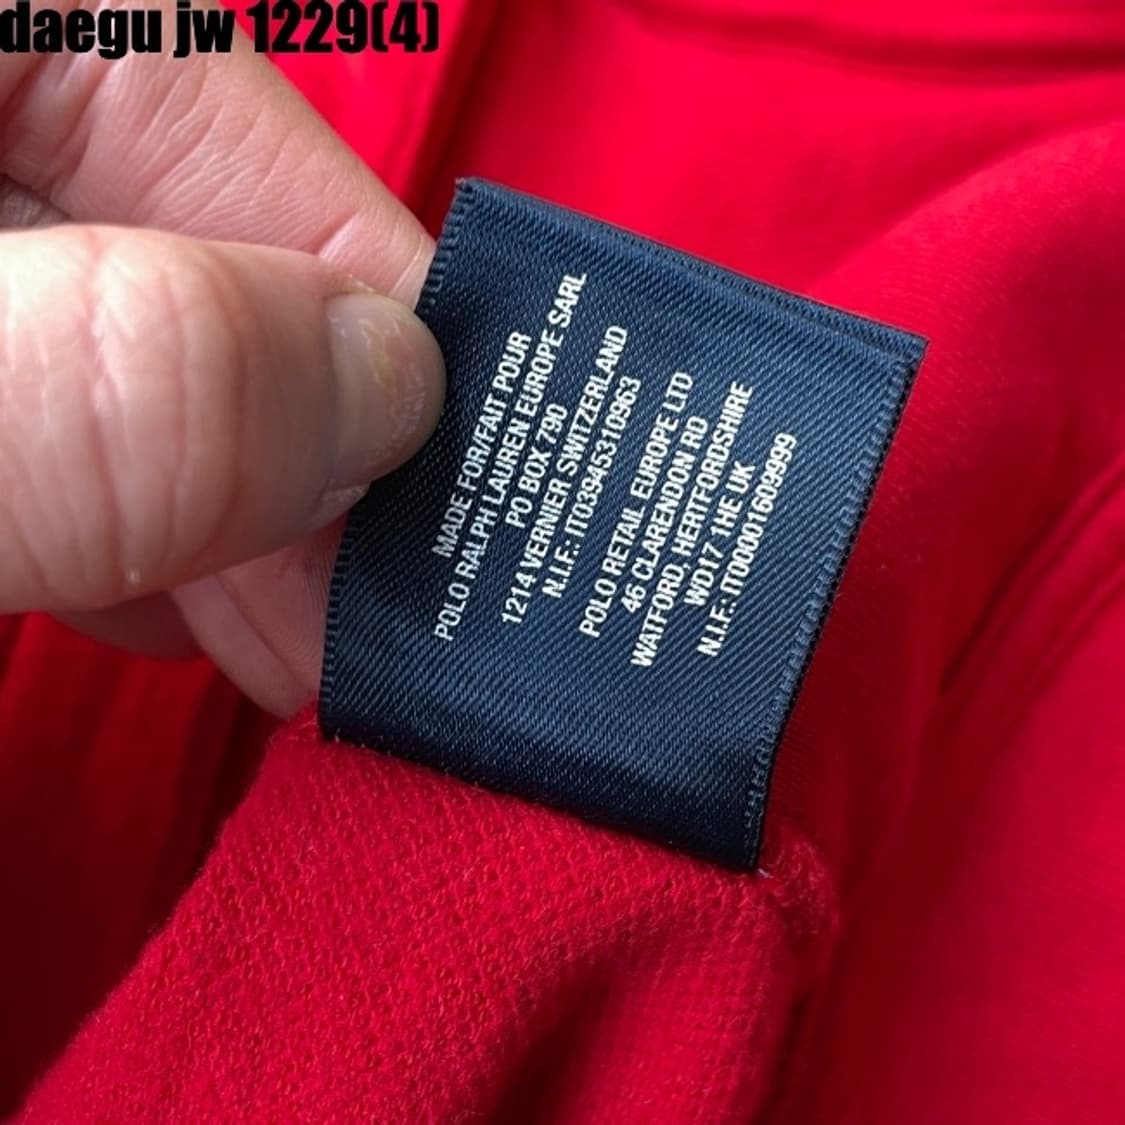 daegu jw 1229(4)
MADE FOR/FAIT POUR
POLO RALPH LAUREN EUROPE SARL
PO BOX 790
1214 VERNIER SWITZERLAND
N.I.F.: IT03945310963
POLO RETAIL EUROPE LTD
46 CLARENDON RD
WATFORD, HERTFORDSHIRE
WD17 1HE UK
N.I.F.: IT00001609999